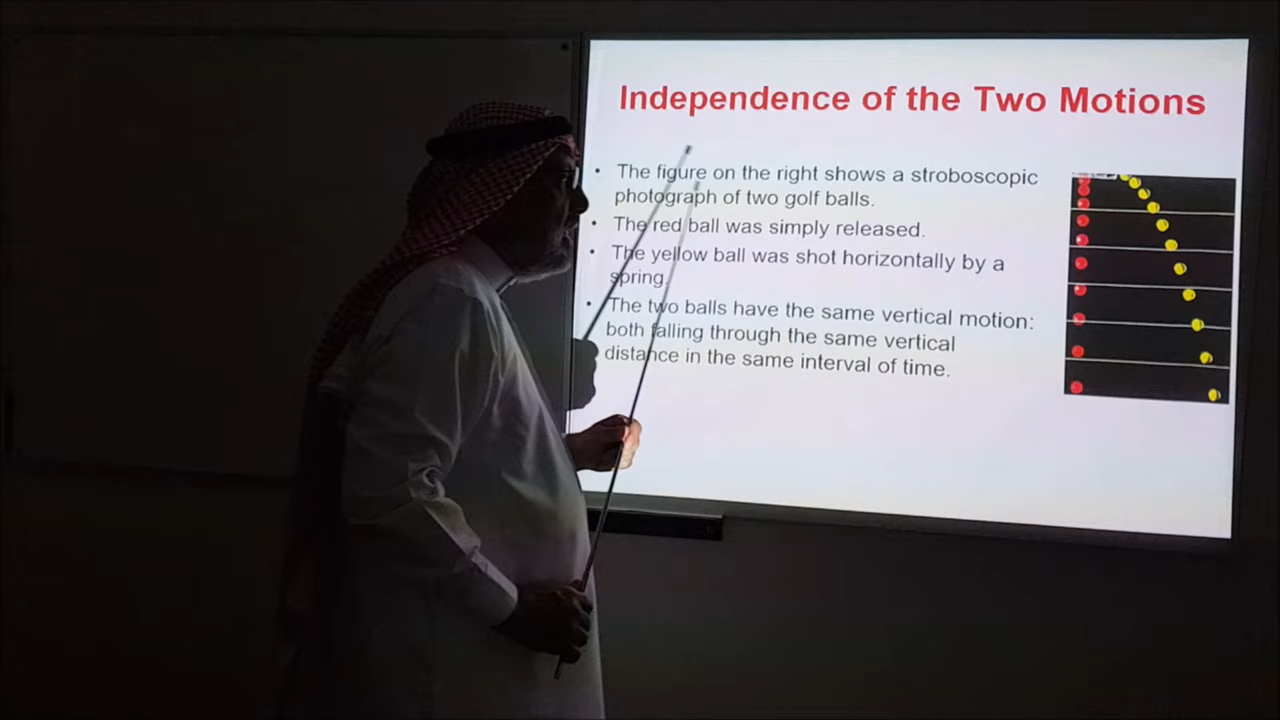 Independence of the Two Motions
• The figure on the right shows a stroboscopic
photograph of two golf balls.
• The red ball was simply released.
• The yellow ball was shot horizontally by a
spring.
• The two balls have the same vertical motion:
both falling through the same vertical
distance in the same interval of time.